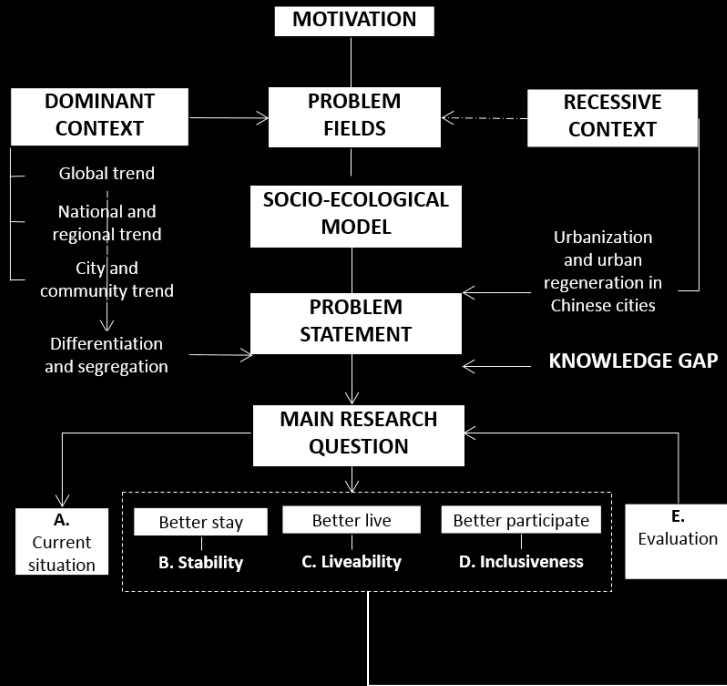 MOTIVATION
DOMINANT
CONTEXT
PROBLEM
FIELDS
RECESSIVE
CONTEXT
Global trend
National and
regional trend
City and
community trend
Differentiation
and segregation
SOCIO-ECOLOGICAL
MODEL
Urbanization
and urban
regeneration in
Chinese cities
PROBLEM
STATEMENT
KNOWLEDGE GAP
MAIN RESEARCH
QUESTION
A.
Current
situation
Better stay
B. Stability
Better live
C. Liveability
Better participate
D. Inclusiveness
E.
Evaluation